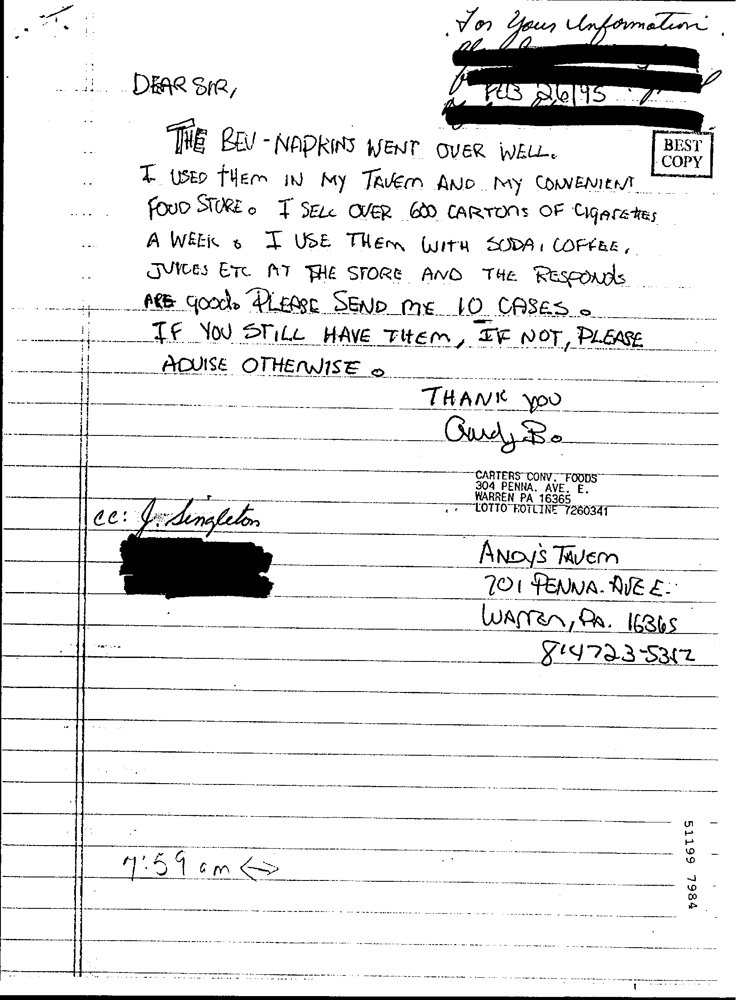 For Your Information
FEB 26/95
DEAR SIR,
THE BEV-NAPKINS WENT OVER WELL.
BEST
COPY
I USED THEM IN MY TAVERN AND MY CONVENIENT
FOOD STORE. I SELL OVER 600 CARTONS OF CIGARETTES
A WEEK & I USE THEM WITH SODA, COFFEE,
JUICES ETC AT THE STORE AND THE RESPONDS
ARE good. PLEASE SEND ME 10 CASES.
IF YOU STILL HAVE THEM, IF NOT, PLEASE
ADVISE OTHERWISE.
THANK YOU
Andy B.
CARTERS CONV. FOODS
304 PENNA. AVE. E.
WARREN PA 16365
LOTTO HOTLINE 7260341
cc: J. Singleton
ANDY'S TAVERN
701 PENNA. AVE E.
WARREN, PA. 16365
814 723-5352
7:59 am <->
51199 7984